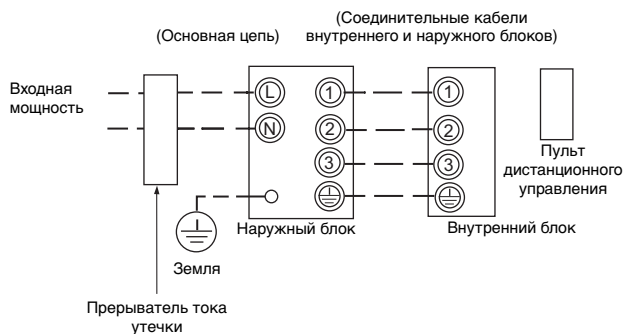 (Основная цепь)
(Соединительные кабели
внутреннего и наружного блоков)
Входная
мощность
L
N
1
2
3
1
2
3
Пульт
дистанционного
управления
Наружный блок
Внутренний блок
Земля
Прерыватель тока
утечки